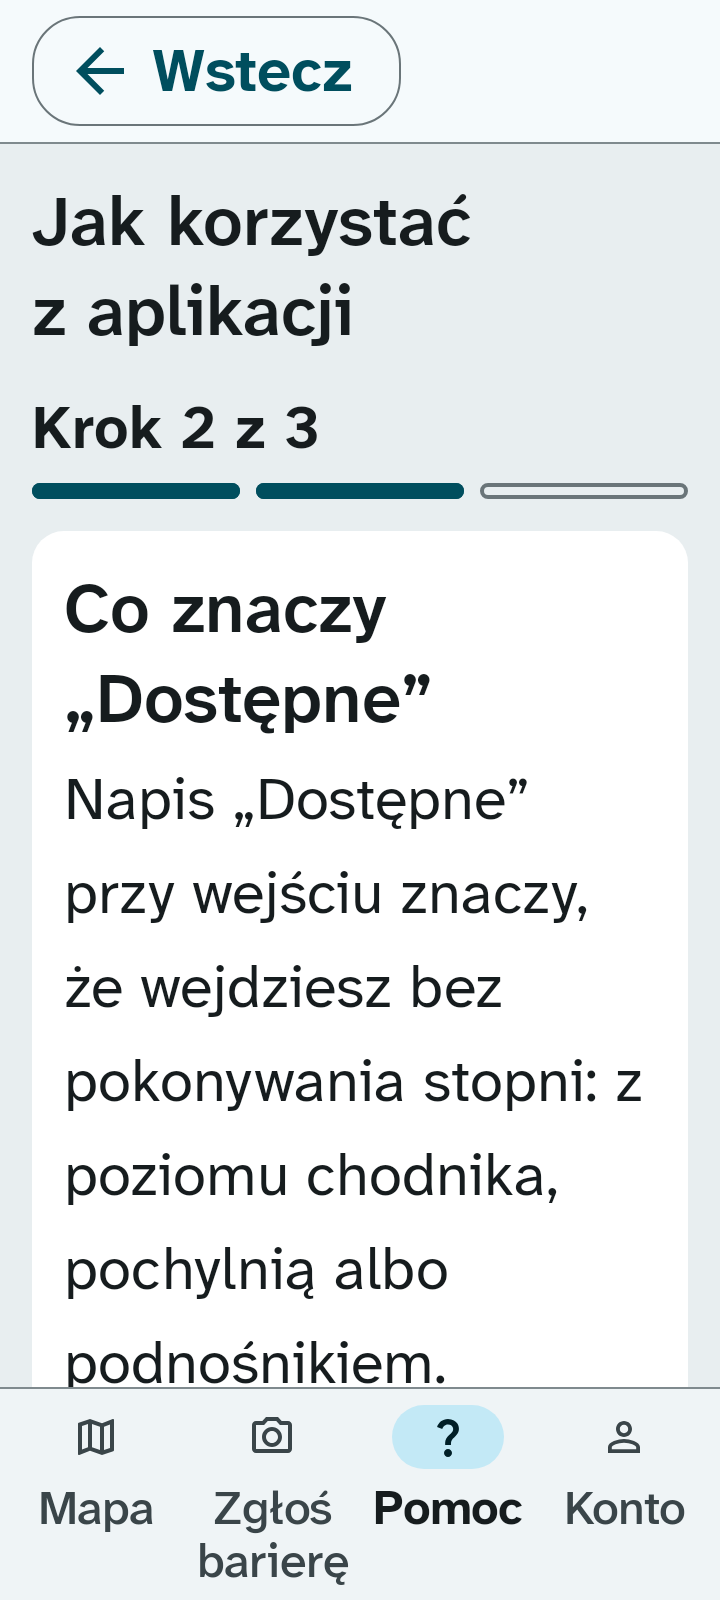 Wstecz
Jak korzystać
z aplikacji
Krok 2 z 3
Co znaczy
„Dostępne”
Napis „Dostępne”
przy wejściu znaczy,
że wejdziesz bez
pokonywania stopni: z
poziomu chodnika,
pochylnią albo
podnośnikiem.
?
Mapa
Zgłoś
barierę
Pomoc
Konto